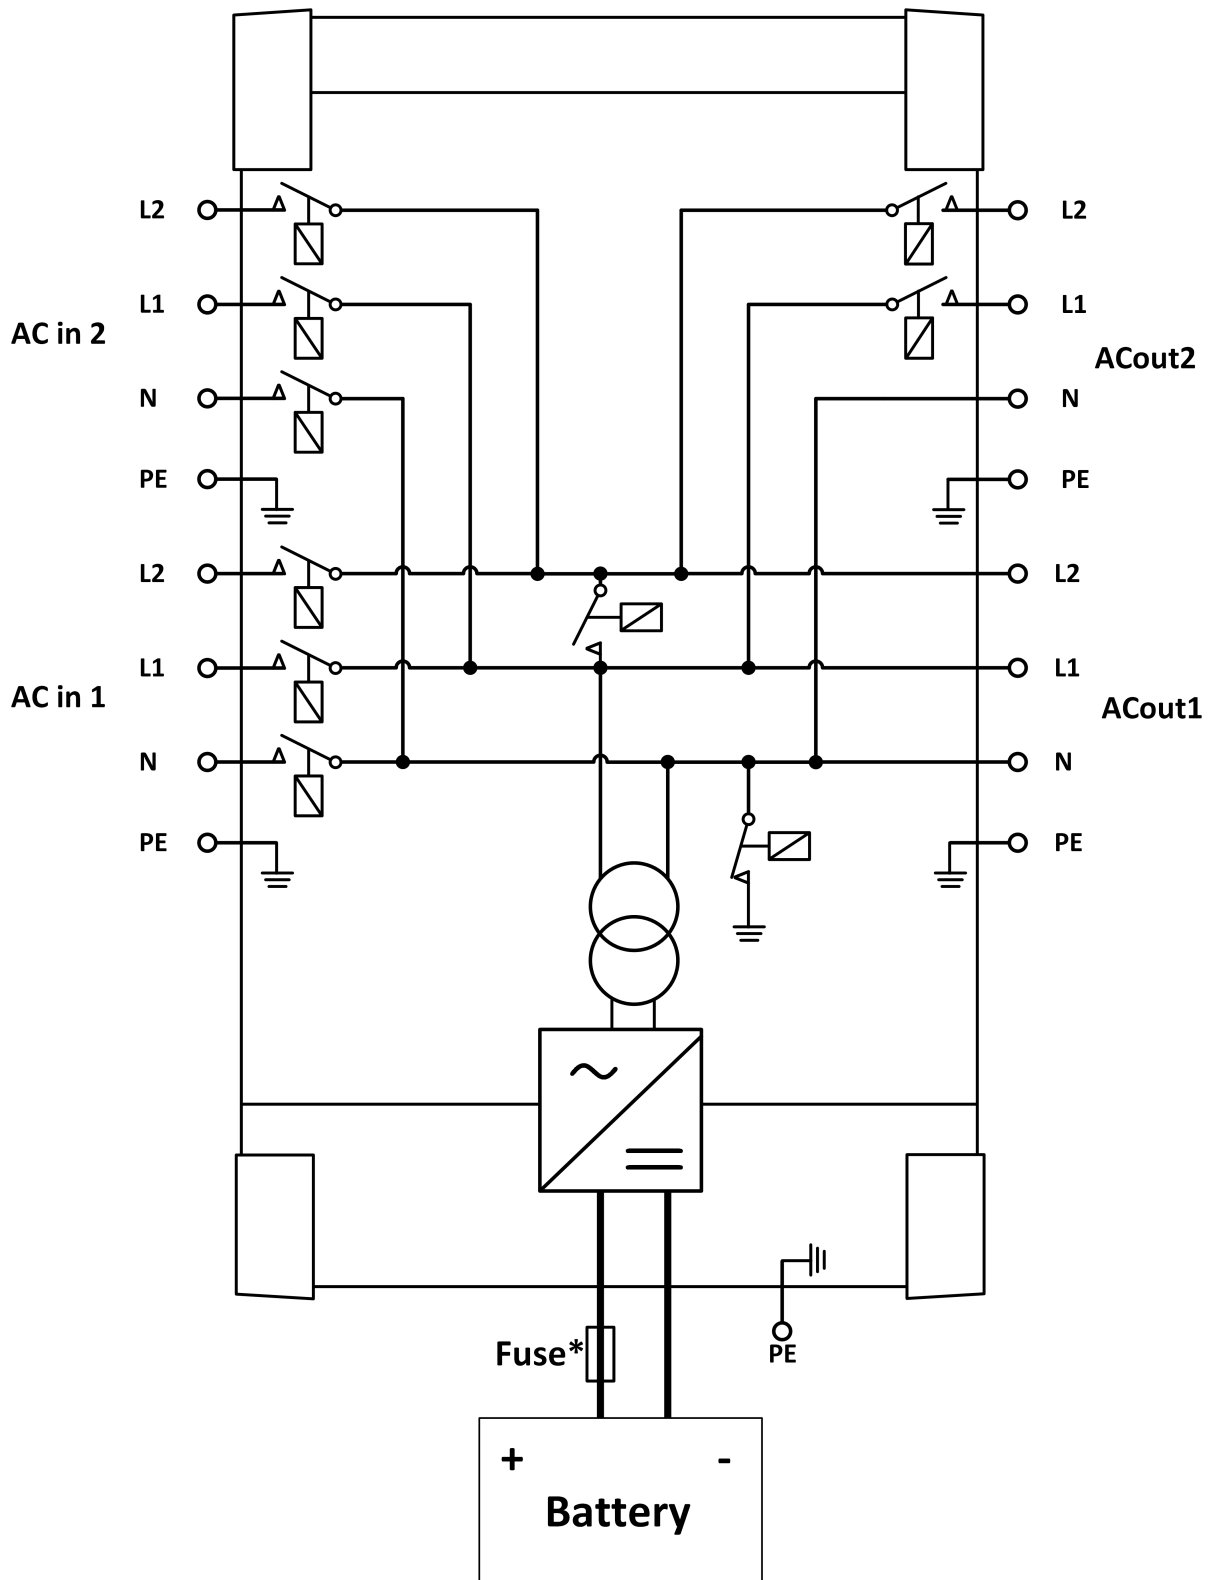 L2
L2
L1
L1
AC in 2
ACout2
N
N
PE
PE
L2
L2
L1
L1
AC in 1
ACout1
N
N
PE
PE
Fuse*
PE
+ -
Battery